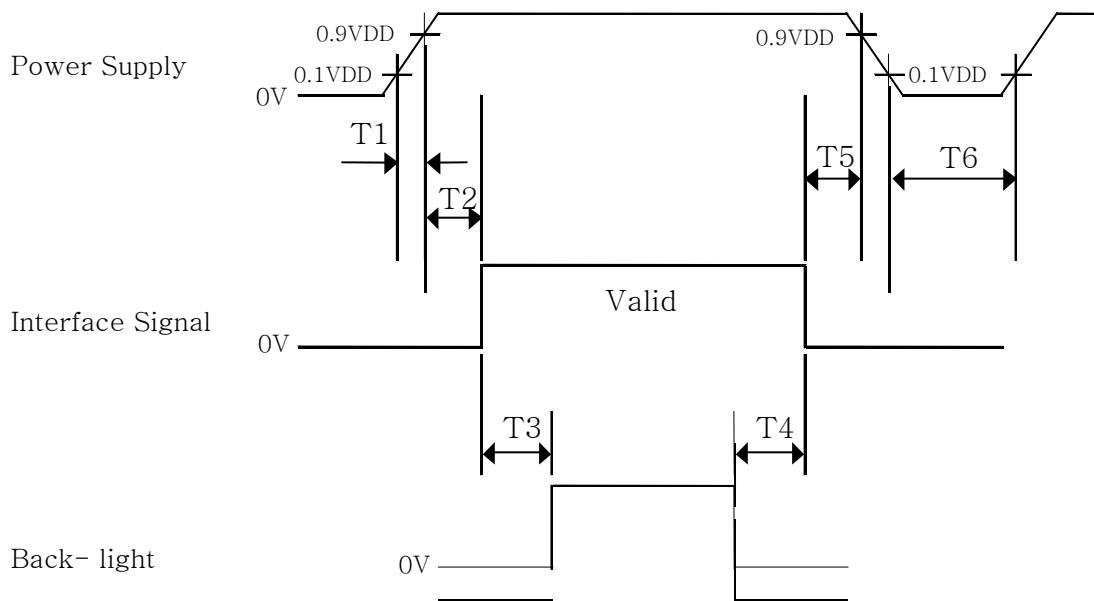 0.9VDD
0.9VDD
Power Supply
0.1VDD
0.1VDD
0V
T1
T5
T6
T2
Valid
Interface Signal
0V
T3
T4
Back- light
0V